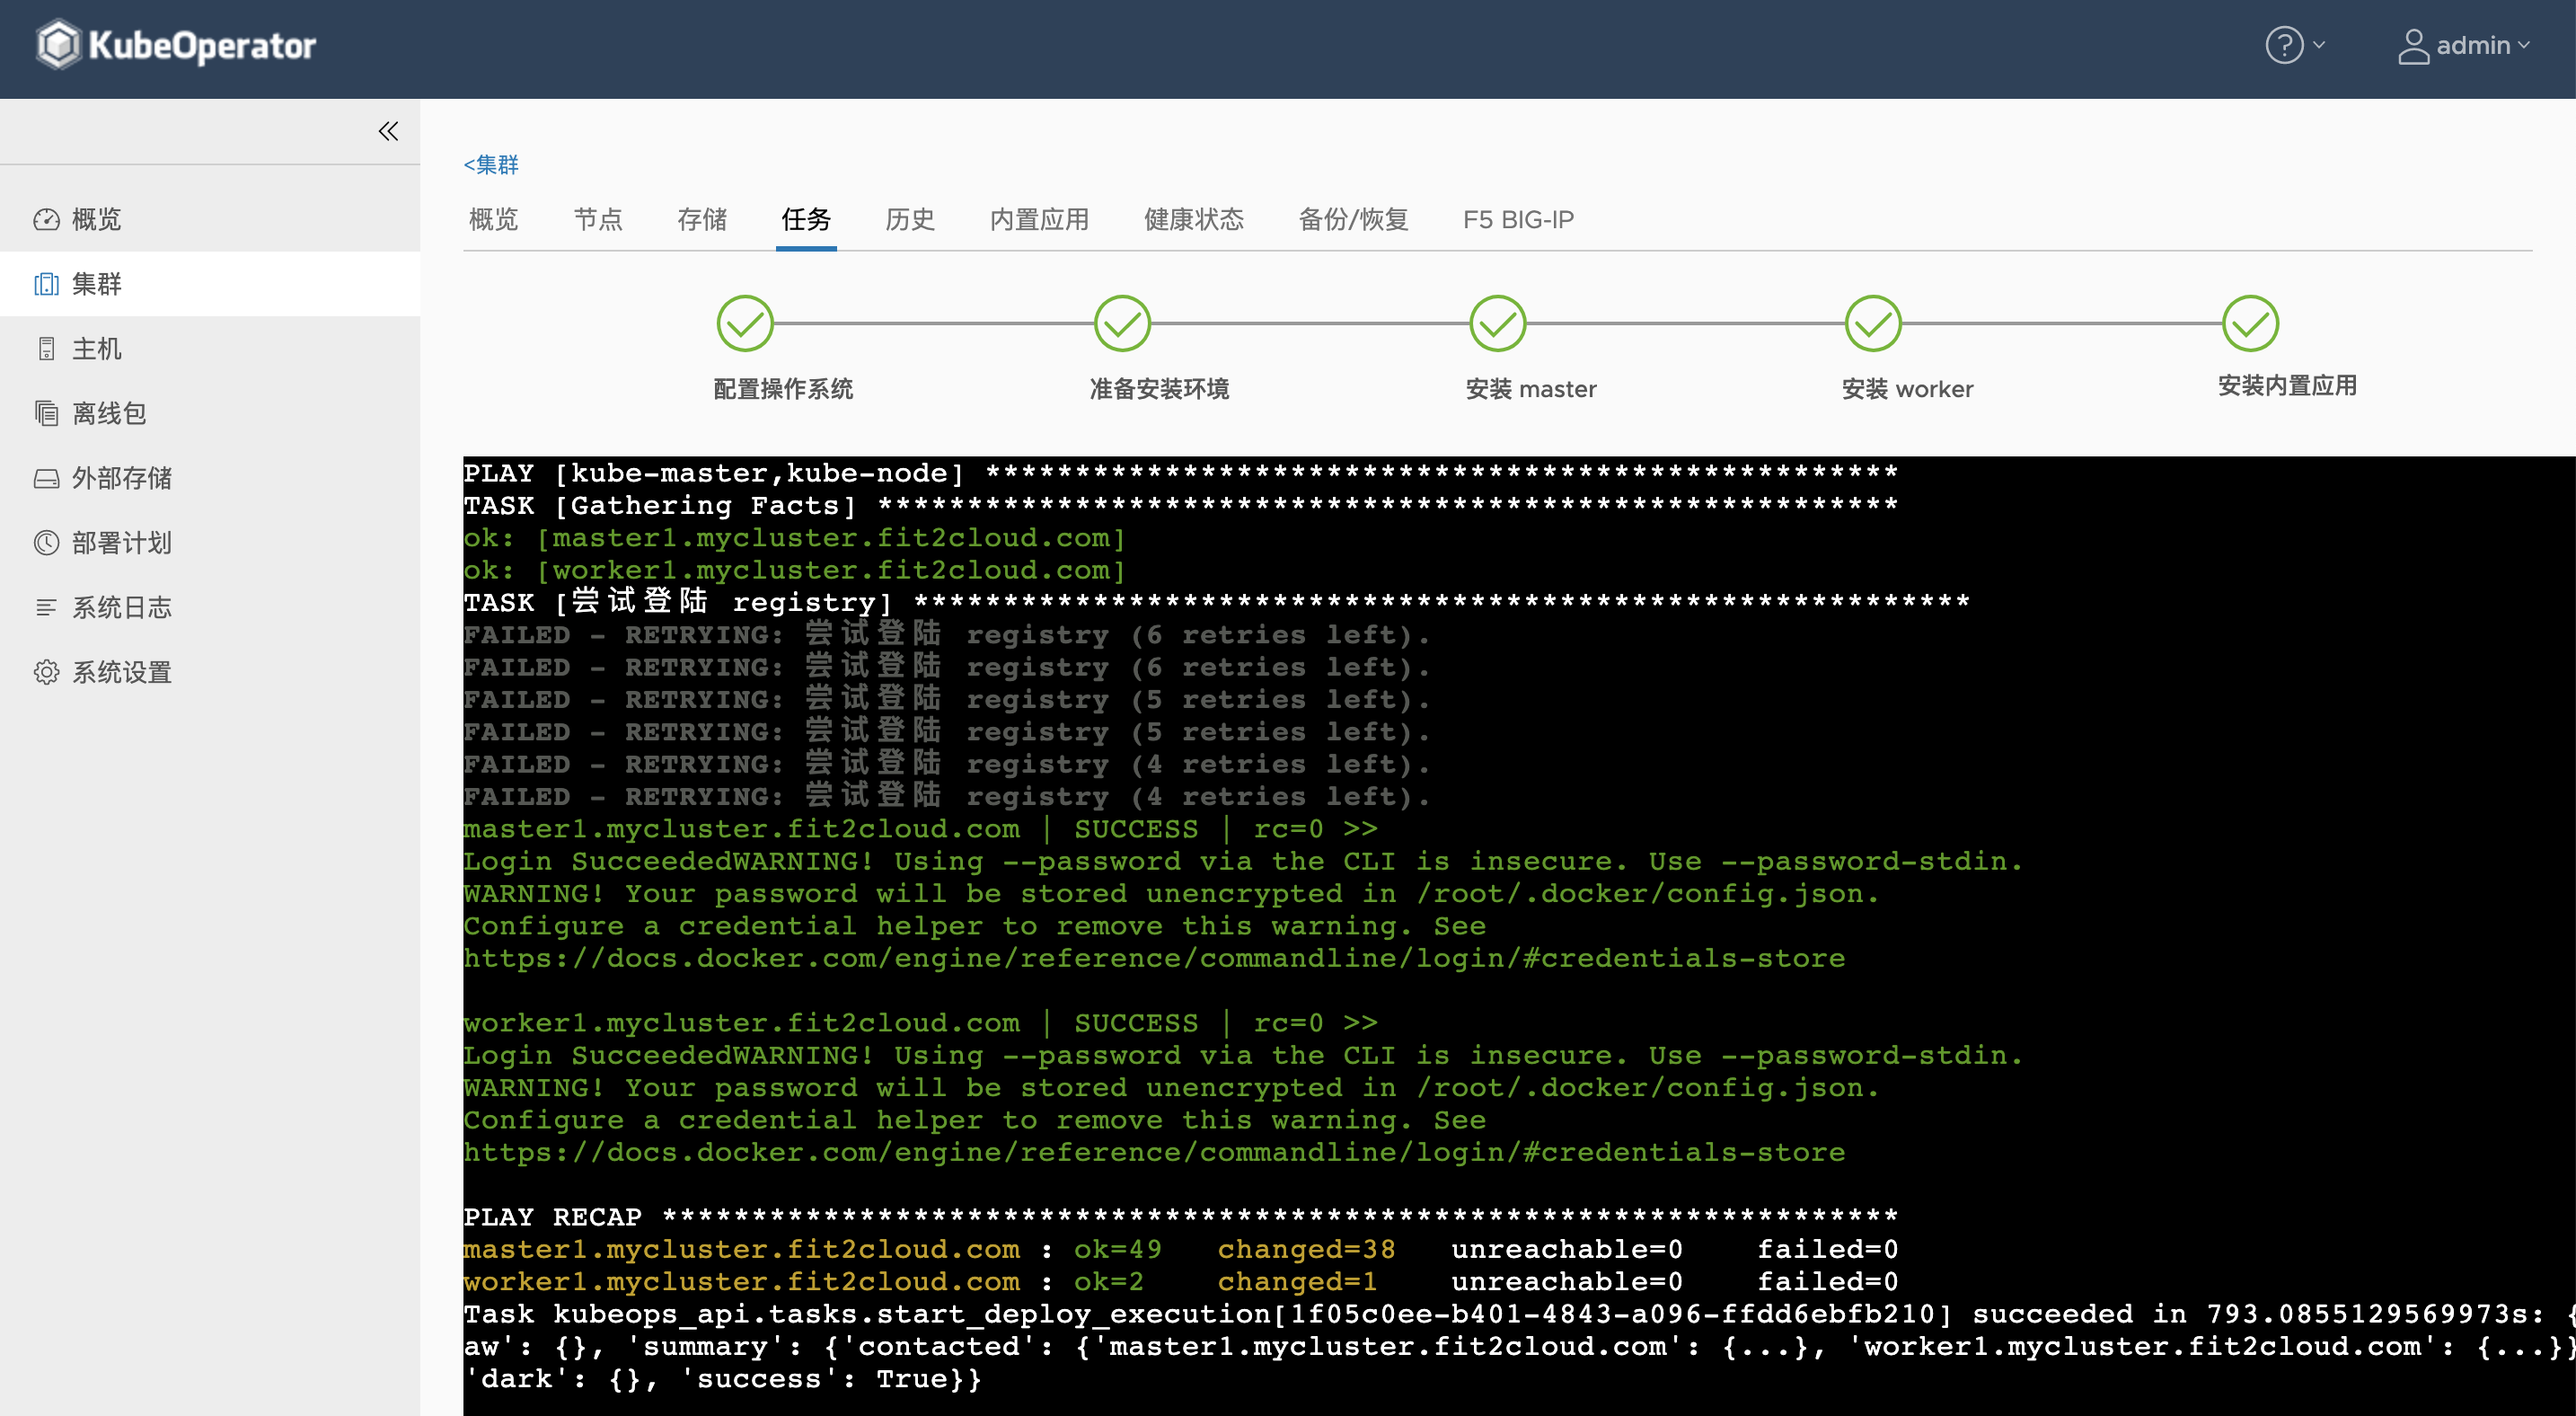 KubeOperator
admin
<集群
概览 节点 存储 任务 历史 内置应用 健康状态 备份/恢复 F5 BIG-IP
概览
集群
主机
离线包
外部存储
部署计划
系统日志
系统设置
配置操作系统 准备安装环境 安装 master 安装 worker 安装内置应用
PLAY [kube-master,kube-node] ***************************************************
TASK [Gathering Facts] *********************************************************
ok: [master1.mycluster.fit2cloud.com]
ok: [worker1.mycluster.fit2cloud.com]
TASK [尝试登陆 registry] ***********************************************************
FAILED - RETRYING: 尝试登陆 registry (6 retries left).
FAILED - RETRYING: 尝试登陆 registry (6 retries left).
FAILED - RETRYING: 尝试登陆 registry (5 retries left).
FAILED - RETRYING: 尝试登陆 registry (5 retries left).
FAILED - RETRYING: 尝试登陆 registry (4 retries left).
FAILED - RETRYING: 尝试登陆 registry (4 retries left).
master1.mycluster.fit2cloud.com | SUCCESS | rc=0 >>
Login SucceededWARNING! Using --password via the CLI is insecure. Use --password-stdin.
WARNING! Your password will be stored unencrypted in /root/.docker/config.json.
Configure a credential helper to remove this warning. See
https://docs.docker.com/engine/reference/commandline/login/#credentials-store
worker1.mycluster.fit2cloud.com | SUCCESS | rc=0 >>
Login SucceededWARNING! Using --password via the CLI is insecure. Use --password-stdin.
WARNING! Your password will be stored unencrypted in /root/.docker/config.json.
Configure a credential helper to remove this warning. See
https://docs.docker.com/engine/reference/commandline/login/#credentials-store
PLAY RECAP *********************************************************************
master1.mycluster.fit2cloud.com : ok=49 changed=38 unreachable=0 failed=0
worker1.mycluster.fit2cloud.com : ok=2 changed=1 unreachable=0 failed=0
Task kubeops_api.tasks.start_deploy_execution[1f05c0ee-b401-4843-a096-ffdd6ebfb210] succeeded in 793.0855129569973s: {
aw': {}, 'summary': {'contacted': {'master1.mycluster.fit2cloud.com': {...}, 'worker1.mycluster.fit2cloud.com': {...}}
'dark': {}, 'success': True}}